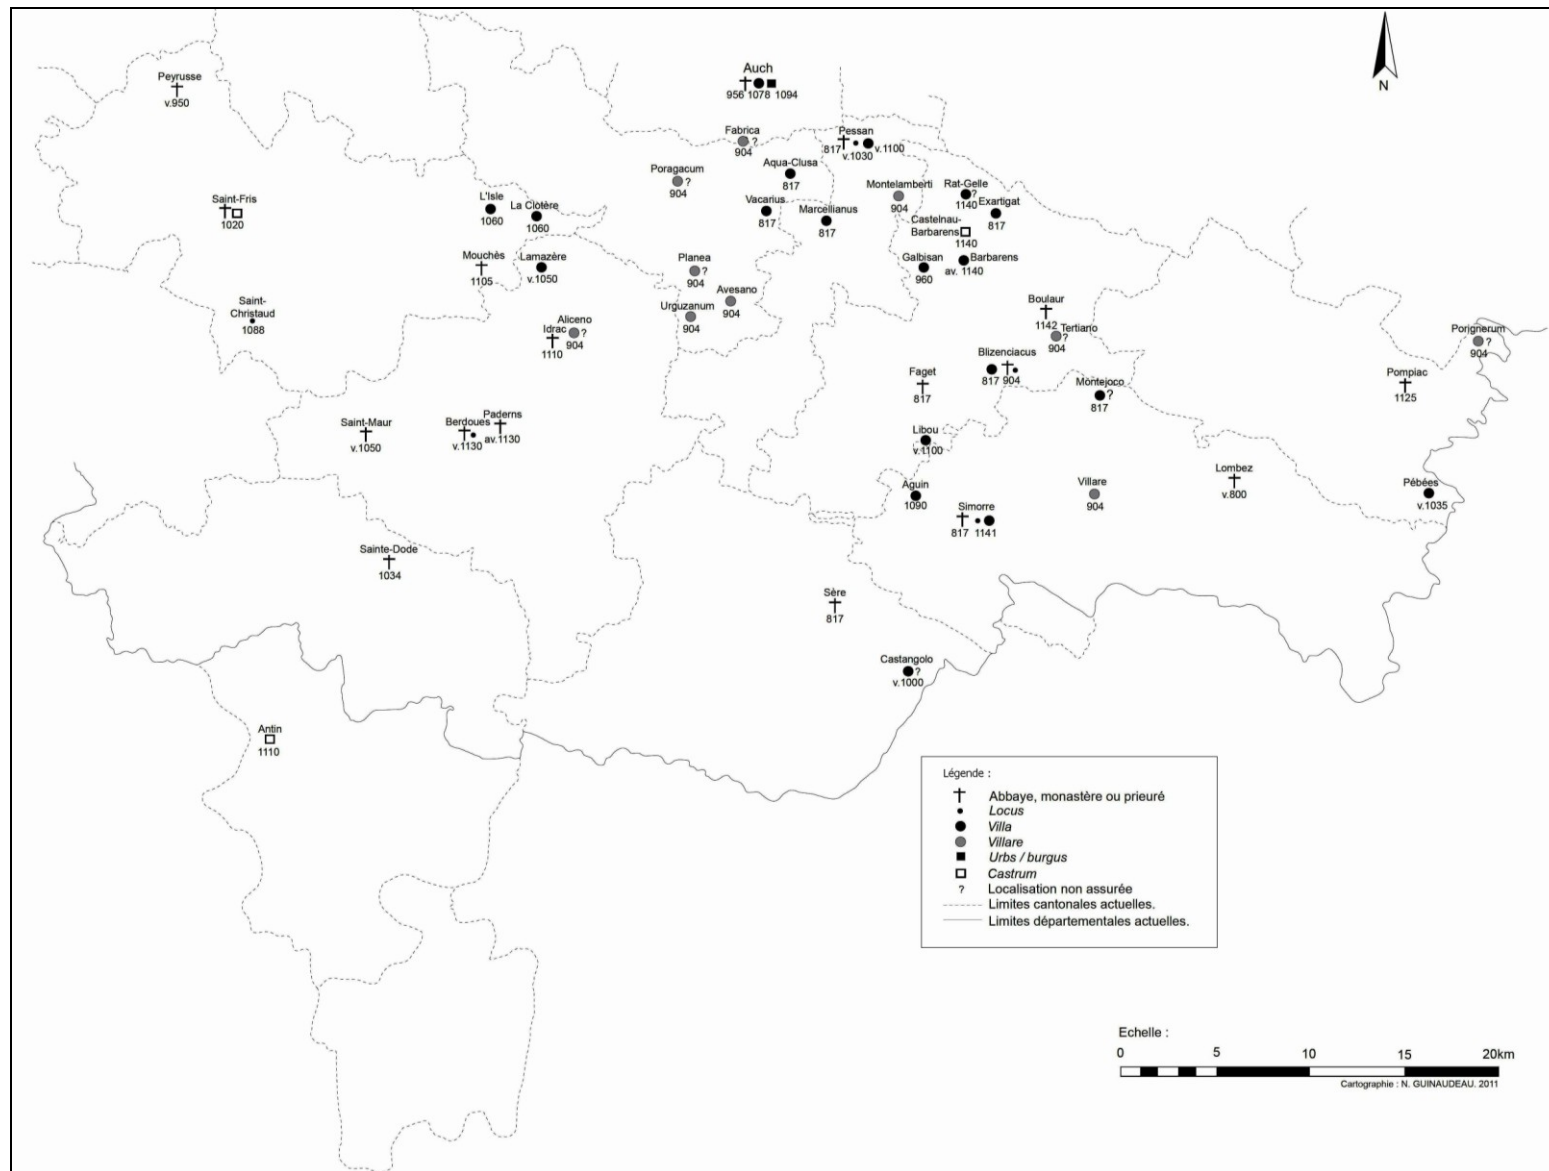 Peyrusse
v.950
Auch
956 1078 1094
N
Fabrica
?
904
Pessan
817
v.1030
v.1100
Aqua-Clusa
817
Poragacum
?
904
Montelamberti
904
Rat-Gelle
?
1140
Exartigat
817
Saint-Fris
1020
L'Isle
1060
La Clotère
1060
Vacarius
817
Marcellianus
817
Castelnau-
Barbarens
1140
Mouchès
1105
Lamazère
v.1050
Planea
?
904
Galbisan
960
Barbarens
av. 1140
Avesano
904
Urguzanum
904
Saint-
Christaud
1088
Aliceno
?
904
Idrac
1110
Boulaur
1142
Tertiano
?
904
Porignerum
?
904
Blizenciacus
817 904
Faget
817
Montejoco
?
817
Pompiac
1125
Saint-Maur
v.1050
Berdoues
v.1130
Paderns
av.1130
Libou
v.1100
Aguin
1090
Simorre
817 1141
Villare
904
Lombez
v.800
Pébées
v.1035
Sainte-Dode
1034
Sère
817
Castangolo
?
v.1000
Antin
1110
Légende :
Abbaye, monastère ou prieuré
Locus
Villa
Villare
Urbs / burgus
Castrum
? Localisation non assurée
Limites cantonales actuelles.
Limites départementales actuelles.
Echelle :
0 5 10 15 20km
Cartographie : N. GUINAUDEAU. 2011